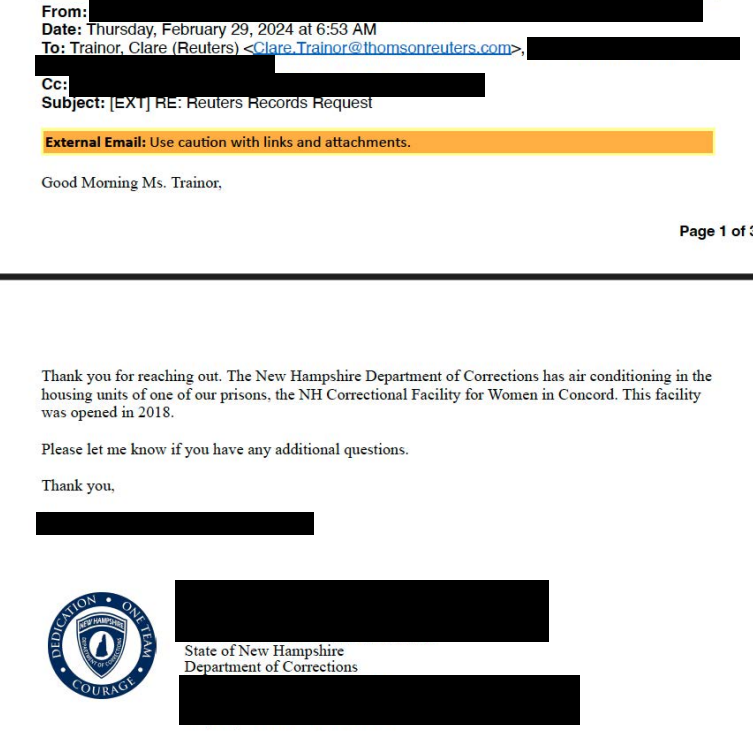 From:
Date: Thursday, February 29, 2024 at 6:53 AM
To: Trainor, Clare (Reuters) <Clare.Trainor@thomsonreuters.com>,
Cc:
Subject: [EXT] RE: Reuters Records Request
External Email: Use caution with links and attachments.
Good Morning Ms. Trainor,
Page 1 of 3
Thank you for reaching out. The New Hampshire Department of Corrections has air conditioning in the
housing units of one of our prisons, the NH Correctional Facility for Women in Concord. This facility
was opened in 2018.
Please let me know if you have any additional questions.
Thank you,
DEDICATION • ONE TEAM • COURAGE •
NEW HAMPSHIRE
DEPARTMENT OF CORRECTIONS
State of New Hampshire
Department of Corrections